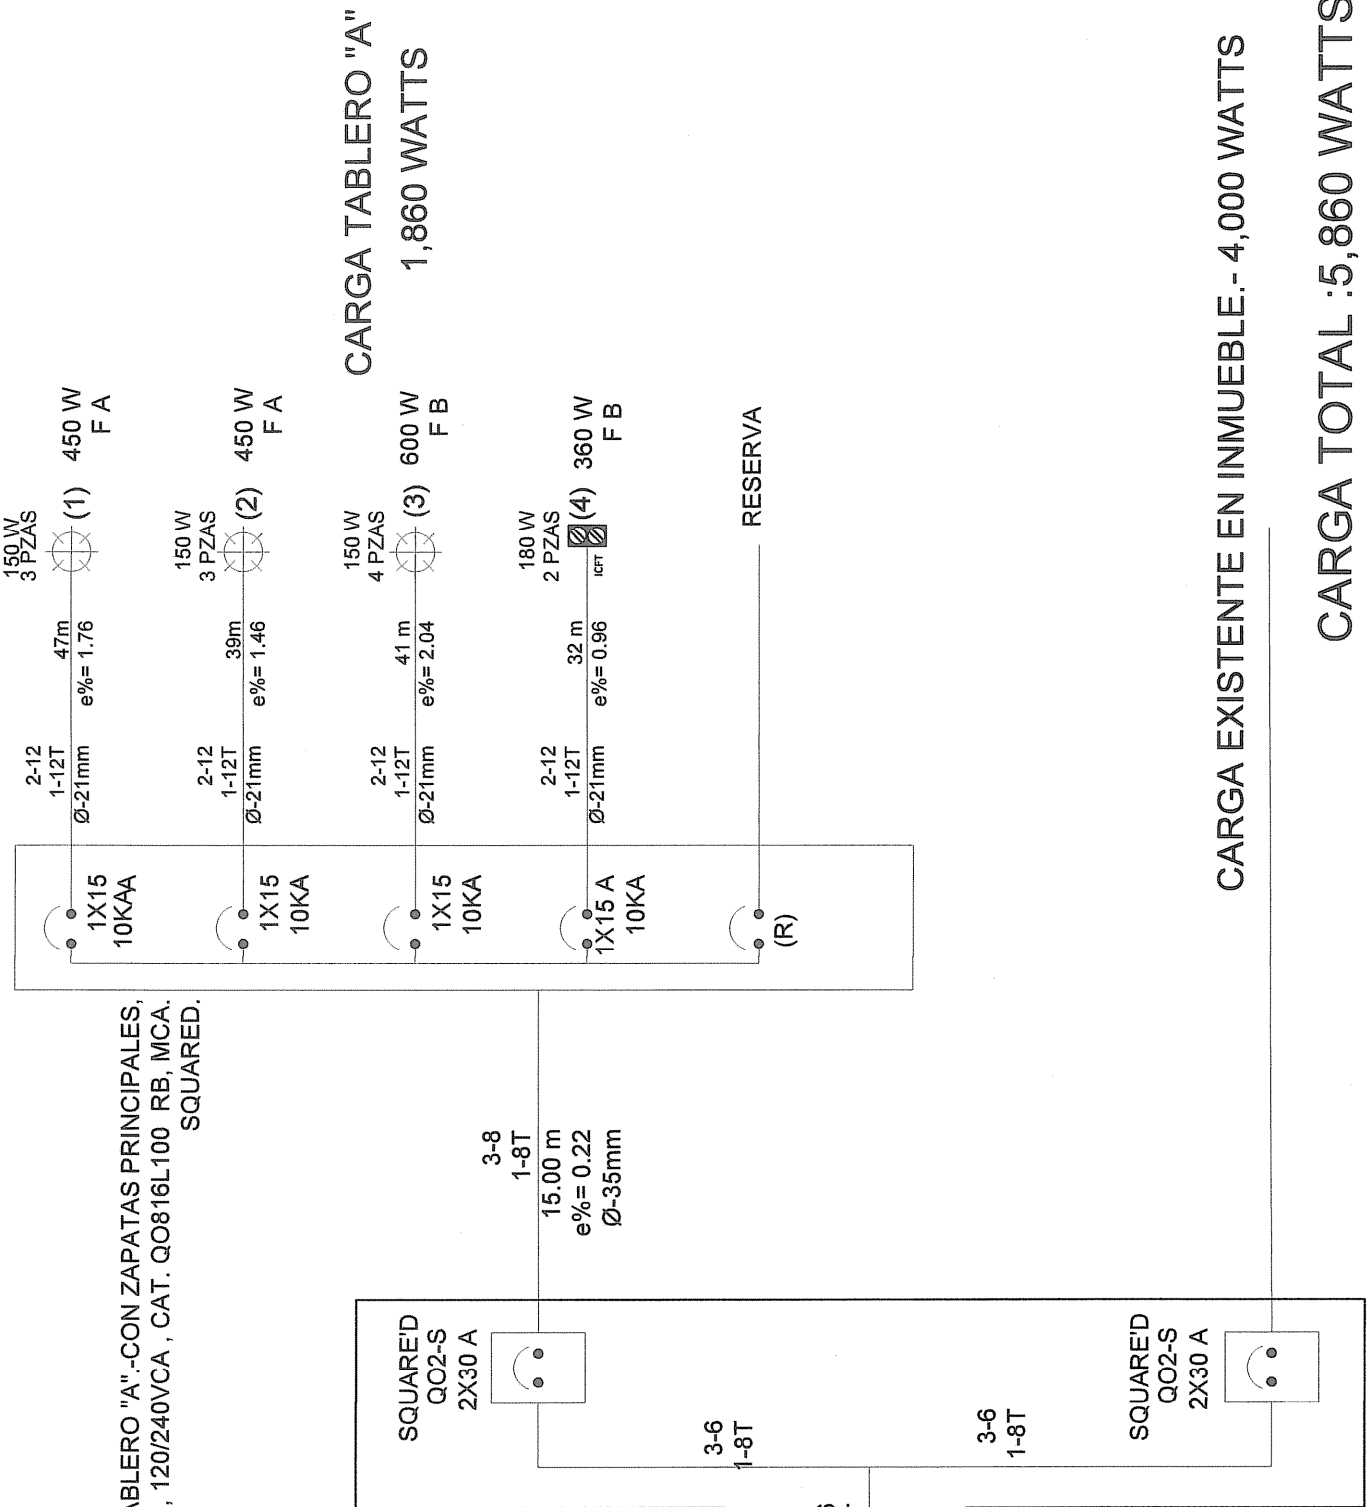 CARGA TABLERO "A"
1,860 WATTS
150 W
3 PZAS
(1)
450 W
F A
47m
e%= 1.76
2-12
1-12T
Ø-21mm
1X15
10KAA
150 W
3 PZAS
(2)
450 W
F A
39m
e%= 1.46
2-12
1-12T
Ø-21mm
1X15
10KA
150 W
4 PZAS
(3)
600 W
F B
41 m
e%= 2.04
2-12
1-12T
Ø-21mm
1X15
10KA
180 W
2 PZAS
(4)
ICFT
360 W
F B
32 m
e%= 0.96
2-12
1-12T
Ø-21mm
1X15 A
10KA
RESERVA
(R)
"A".-CON ZAPATAS PRINCIPALES,
, 120/240VCA , CAT. QO816L100 RB, MCA.
SQUARED.
3-8
1-8T
15.00 m
e%= 0.22
Ø-35mm
SQUARE'D
QO2-S
2X30 A
3-6
1-8T
3-6
1-8T
SQUARE'D
QO2-S
2X30 A
CARGA EXISTENTE EN INMUEBLE.- 4,000 WATTS
CARGA TOTAL :5,860 WATTS